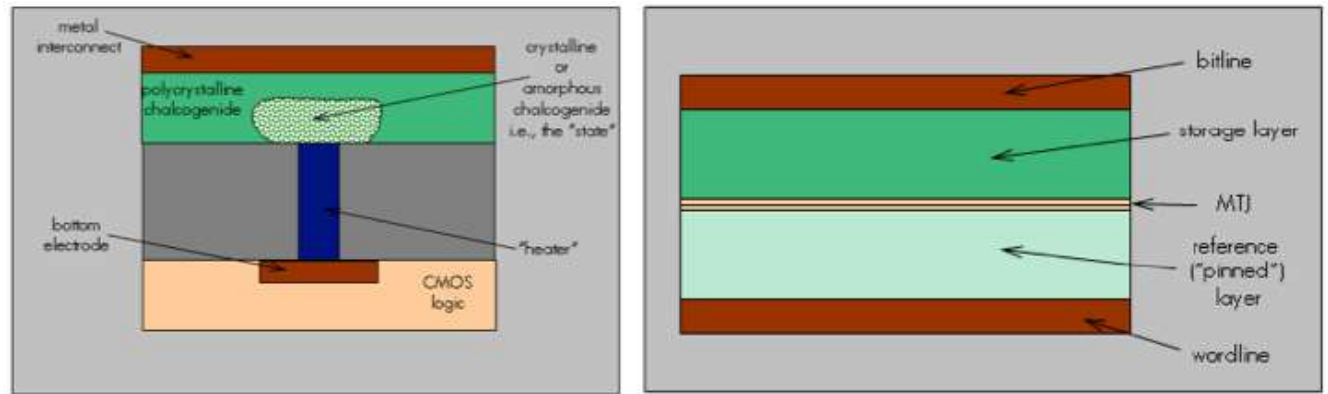 metal
interconnect
polycrystalline
chalcogenide
crystalline
or
amorphous
chalcogenide
i.e., the "state"
bottom
electrode
"heater"
CMOS
logic
bitline
storage layer
MTJ
reference
("pinned")
layer
wordline